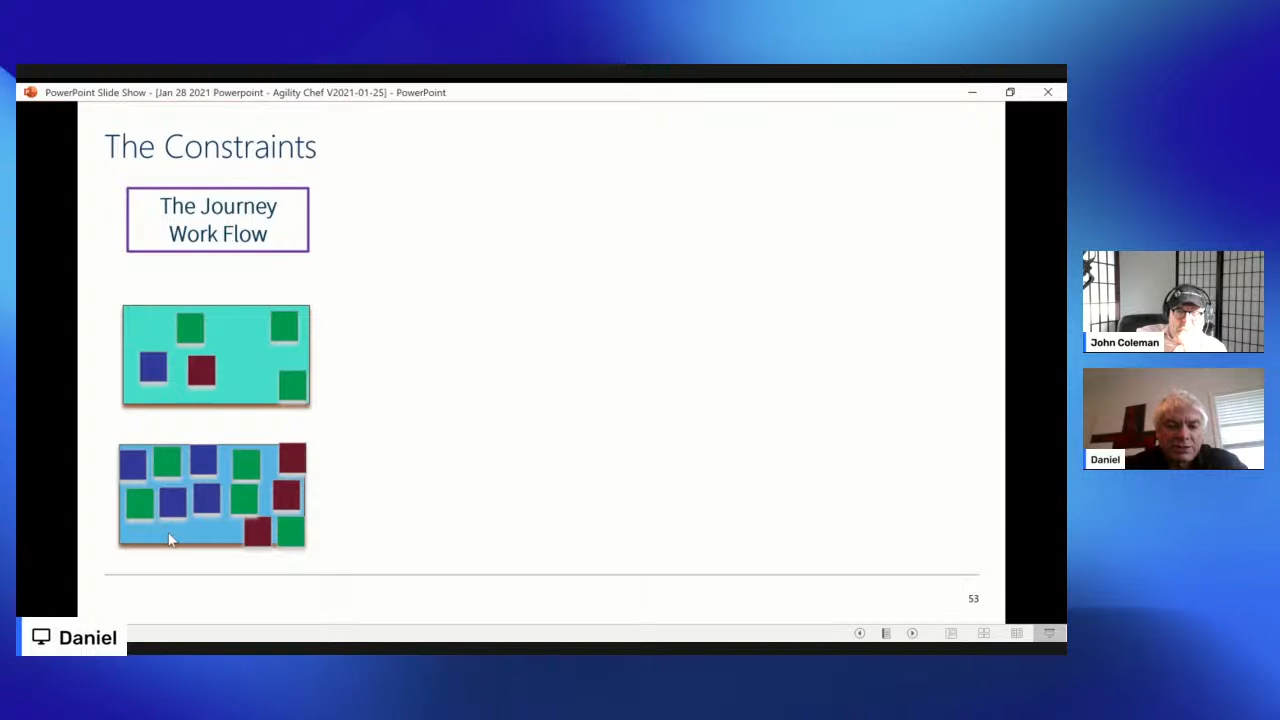 PowerPoint Slide Show - [Jan 28 2021 Powerpoint - Agility Chef V2021-01-25] - PowerPoint
The Constraints
The Journey
Work Flow
John Coleman
Daniel
53
Daniel